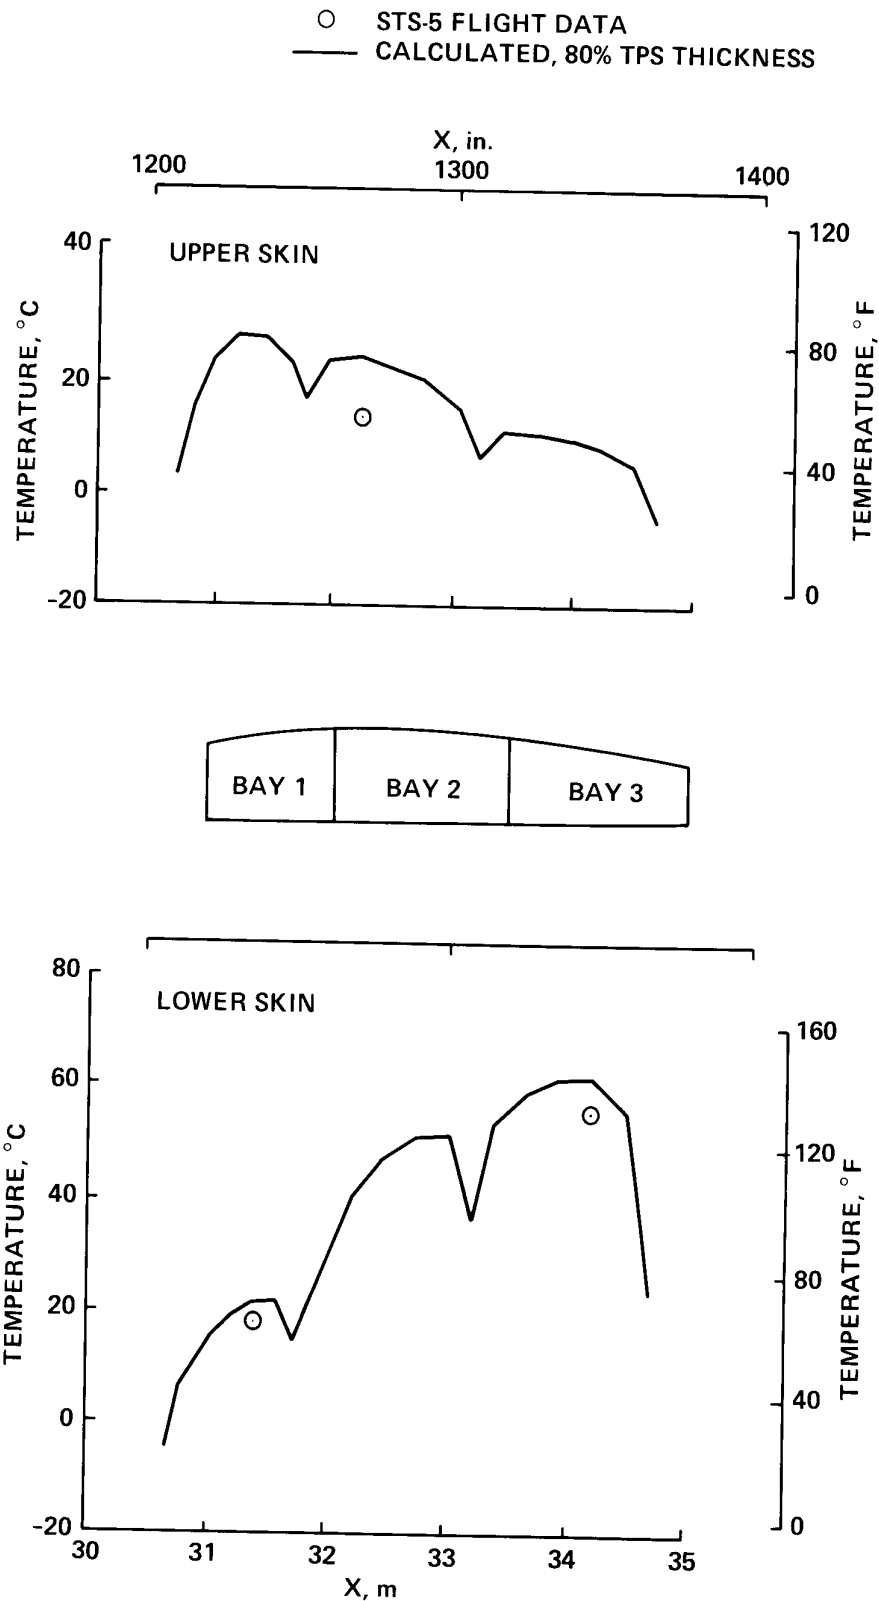 STS-5 FLIGHT DATA
CALCULATED, 80% TPS THICKNESS
X, in.
1200 1300 1400
UPPER SKIN
40
20
0
-20
TEMPERATURE, °C
120
80
40
0
TEMPERATURE, °F
BAY 1 BAY 2 BAY 3
LOWER SKIN
80
60
40
20
0
-20
TEMPERATURE, °C
160
120
80
40
0
TEMPERATURE, °F
30 31 32 33 34 35
X, m